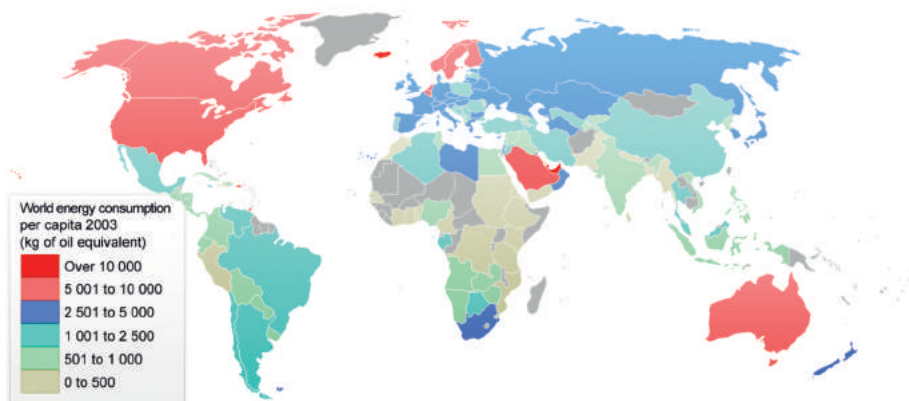 World energy consumption
per capita 2003
(kg of oil equivalent)
Over 10 000
5 001 to 10 000
2 501 to 5 000
1 001 to 2 500
501 to 1 000
0 to 500